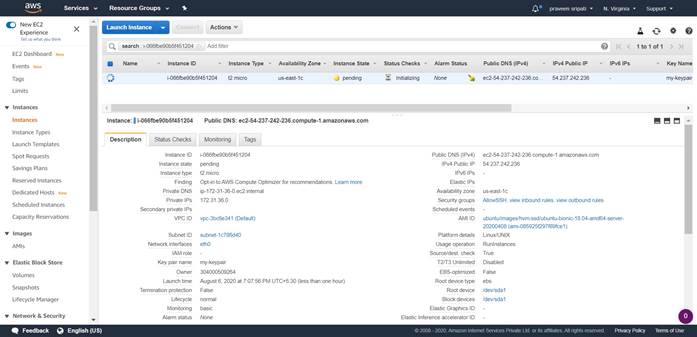 aws Services Resource Groups praveen sripati N. Virginia Support
New EC2 Experience
Tell us what you think
Launch Instance Connect Actions
search : i-066fbe90b5f451204 Add filter 1 to 1 of 1
Name Instance ID Instance Type Availability Zone Instance State Status Checks Alarm Status Public DNS (IPv4) IPv4 Public IP IPv6 IPs Key Name
i-066fbe90b5f451204 t2.micro us-east-1c pending Initializing None ec2-54-237-242-236.co... 54.237.242.236 - my-keypair
EC2 Dashboard New
Events New
Tags
Limits
Instances
Instances
Instance Types
Launch Templates
Spot Requests
Savings Plans
Reserved Instances
Dedicated Hosts New
Scheduled Instances
Capacity Reservations
Images
AMIs
Elastic Block Store
Volumes
Snapshots
Lifecycle Manager
Network & Security
Instance: i-066fbe90b5f451204 Public DNS: ec2-54-237-242-236.compute-1.amazonaws.com
Description Status Checks Monitoring Tags
Instance ID i-066fbe90b5f451204
Instance state pending
Instance type t2.micro
Finding Opt-in to AWS Compute Optimizer for recommendations. Learn more
Private DNS ip-172-31-36-0.ec2.internal
Private IPs 172.31.36.0
Secondary private IPs
VPC ID vpc-3bd8e341 (Default)
Subnet ID subnet-1c785d40
Network interfaces eth0
IAM role -
Key pair name my-keypair
Owner 304000509264
Launch time August 6, 2020 at 7:07:56 PM UTC+5:30 (less than one hour)
Termination protection False
Lifecycle normal
Monitoring basic
Alarm status None
Public DNS (IPv4) ec2-54-237-242-236.compute-1.amazonaws.com
IPv4 Public IP 54.237.242.236
IPv6 IPs -
Elastic IPs
Availability zone us-east-1c
Security groups AllowSSH. view inbound rules. view outbound rules
Scheduled events -
AMI ID ubuntu/images/hvm-ssd/ubuntu-bionic-18.04-amd64-server-20200408 (ami-085925f297f89fce1)
Platform details Linux/UNIX
Usage operation RunInstances
Source/dest. check True
T2/T3 Unlimited Disabled
EBS-optimized False
Root device type ebs
Root device /dev/sda1
Block devices /dev/sda1
Elastic Graphics ID -
Elastic Inference accelerator ID -
0
Feedback English (US) © 2008 - 2020, Amazon Internet Services Private Ltd. or its affiliates. All rights reserved. Privacy Policy Terms of Use